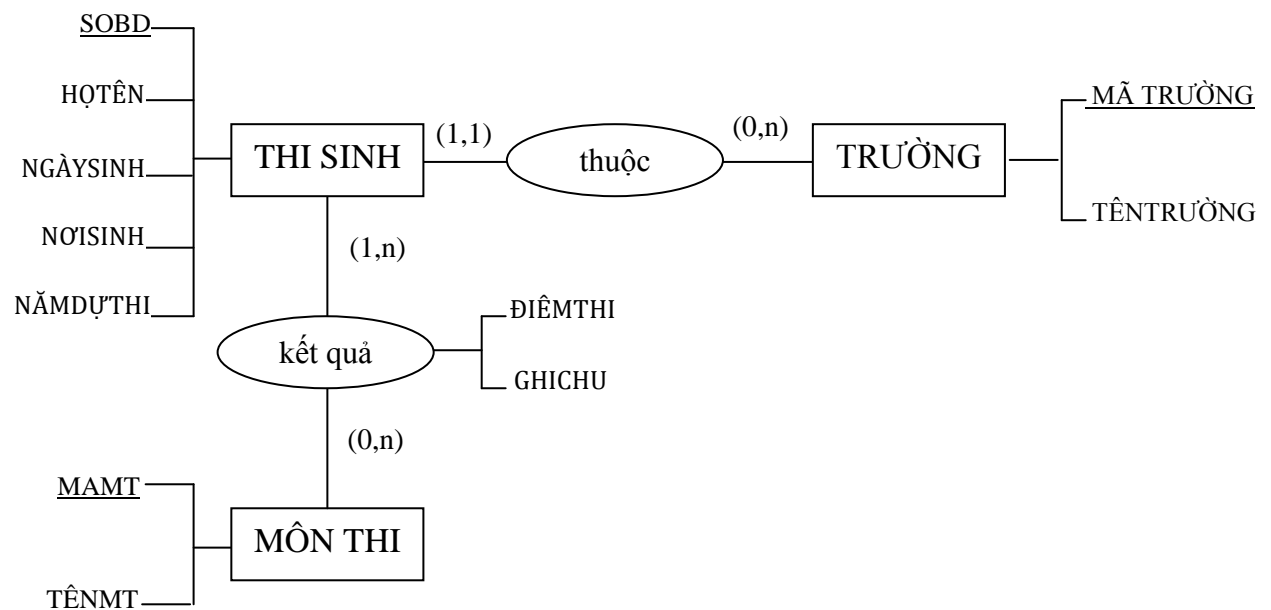 SOBD
HỌTÊN
NGÀYSINH
NƠISINH
NĂMDỰTHI
THI SINH
(1,1)
thuộc
(0,n)
TRƯỜNG
MÃ TRƯỜNG
TÊNTRƯỜNG
(1,n)
kết quả
ĐIÊMTHI
GHICHU
(0,n)
MAMT
TÊNMT
MÔN THI